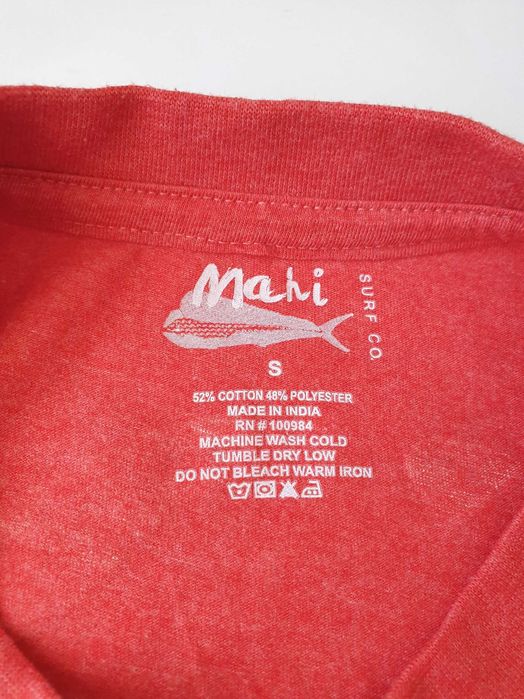 Mahi
SURF CO.
S
52% COTTON 48% POLYESTER
MADE IN INDIA
RN # 100984
MACHINE WASH COLD
TUMBLE DRY LOW
DO NOT BLEACH WARM IRON